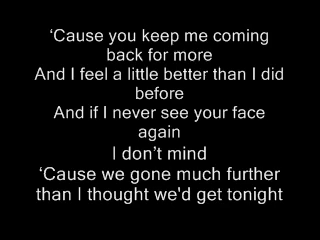 ‘Cause you keep me coming
back for more
And I feel a little better than I did
before
And if I never see your face
again
I don’t mind
‘Cause we gone much further
than I thought we'd get tonight